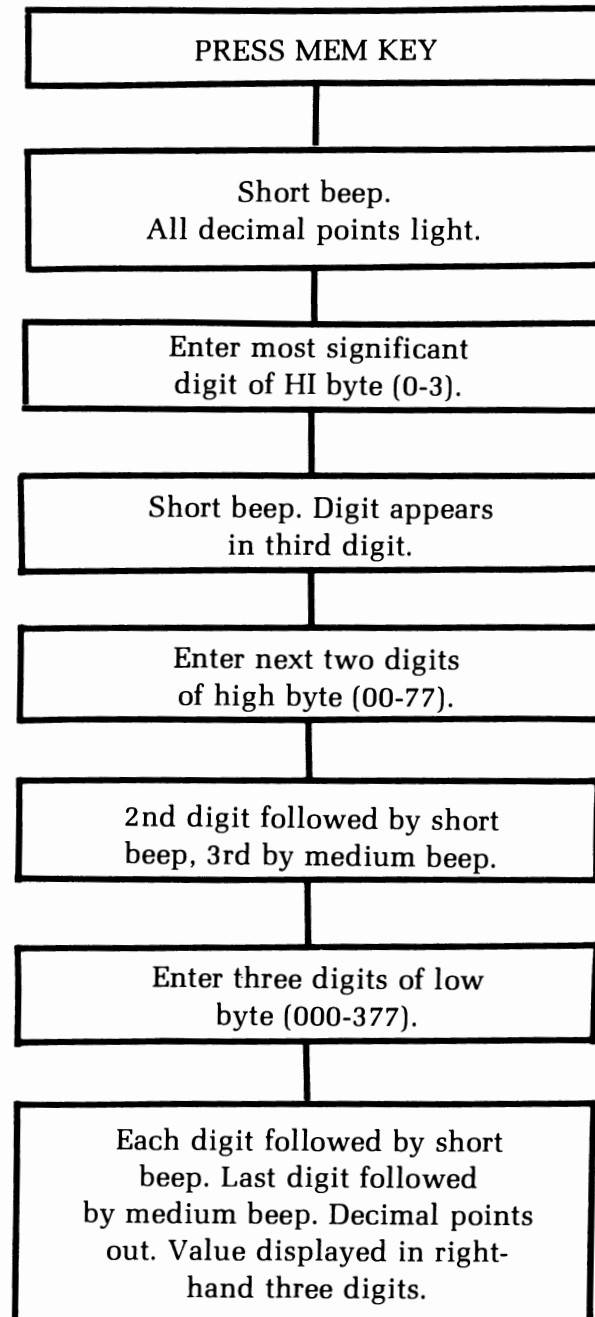 PRESS MEM KEY
Short beep.
All decimal points light.
Enter most significant
digit of HI byte (0-3).
Short beep. Digit appears
in third digit.
Enter next two digits
of high byte (00-77).
2nd digit followed by short
beep, 3rd by medium beep.
Enter three digits of low
byte (000-377).
Each digit followed by short
beep. Last digit followed
by medium beep. Decimal points
out. Value displayed in right-
hand three digits.